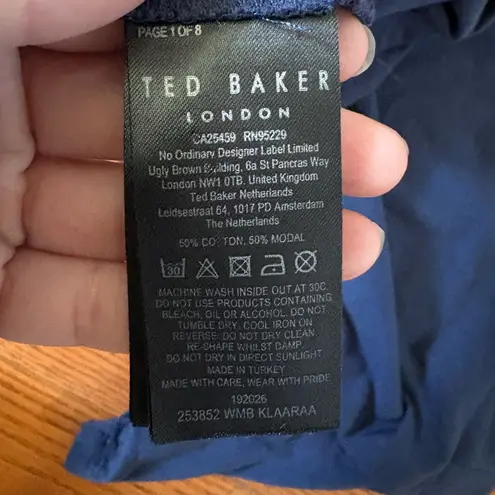 PAGE 1 OF 8
TED BAKER
LONDON
CA25459 RN95229
No Ordinary Designer Label Limited
Ugly Brown Building, 6a St Pancras Way
London NW1 0TB, United Kingdom
Ted Baker Netherlands
Leidsestraat 64, 1017 PD Amsterdam
The Netherlands
50% COTTON, 50% MODAL
30
MACHINE WASH INSIDE OUT AT 30C.
DO NOT USE PRODUCTS CONTAINING
BLEACH, OIL OR ALCOHOL. DO NOT
TUMBLE DRY. COOL IRON ON
REVERSE. DO NOT DRY CLEAN.
RE-SHAPE WHILST DAMP.
DO NOT DRY IN DIRECT SUNLIGHT
MADE IN TURKEY
MADE WITH CARE, WEAR WITH PRIDE
192026
253852 WMB KLAARAA